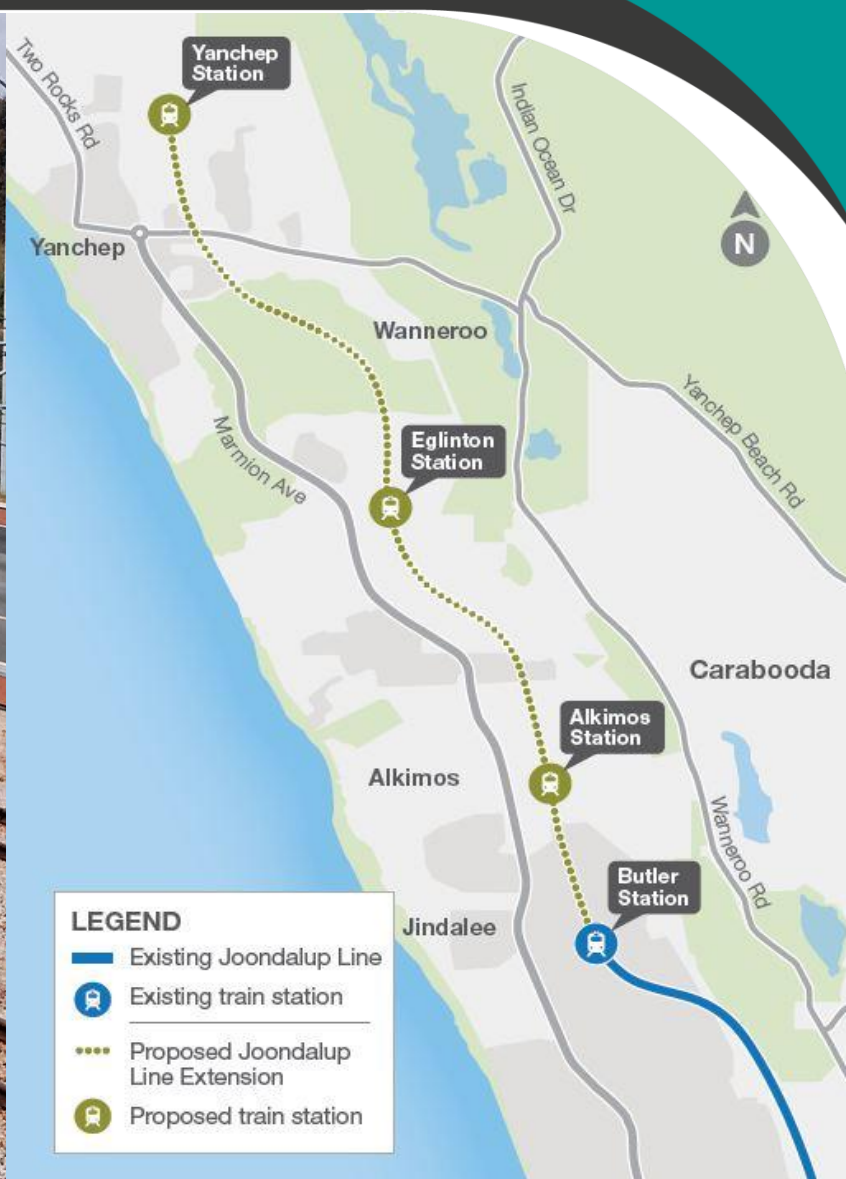 Yanchep
Station
Two Rocks Rd
Indian Ocean Dr
N
Yanchep
Wanneroo
Yanchep Beach Rd
Marmion Ave
Eglinton
Station
Carabooda
Alkimos
Station
Alkimos
Wanneroo Rd
Butler
Station
Jindalee
LEGEND
Existing Joondalup Line
Existing train station
Proposed Joondalup
Line Extension
Proposed train station